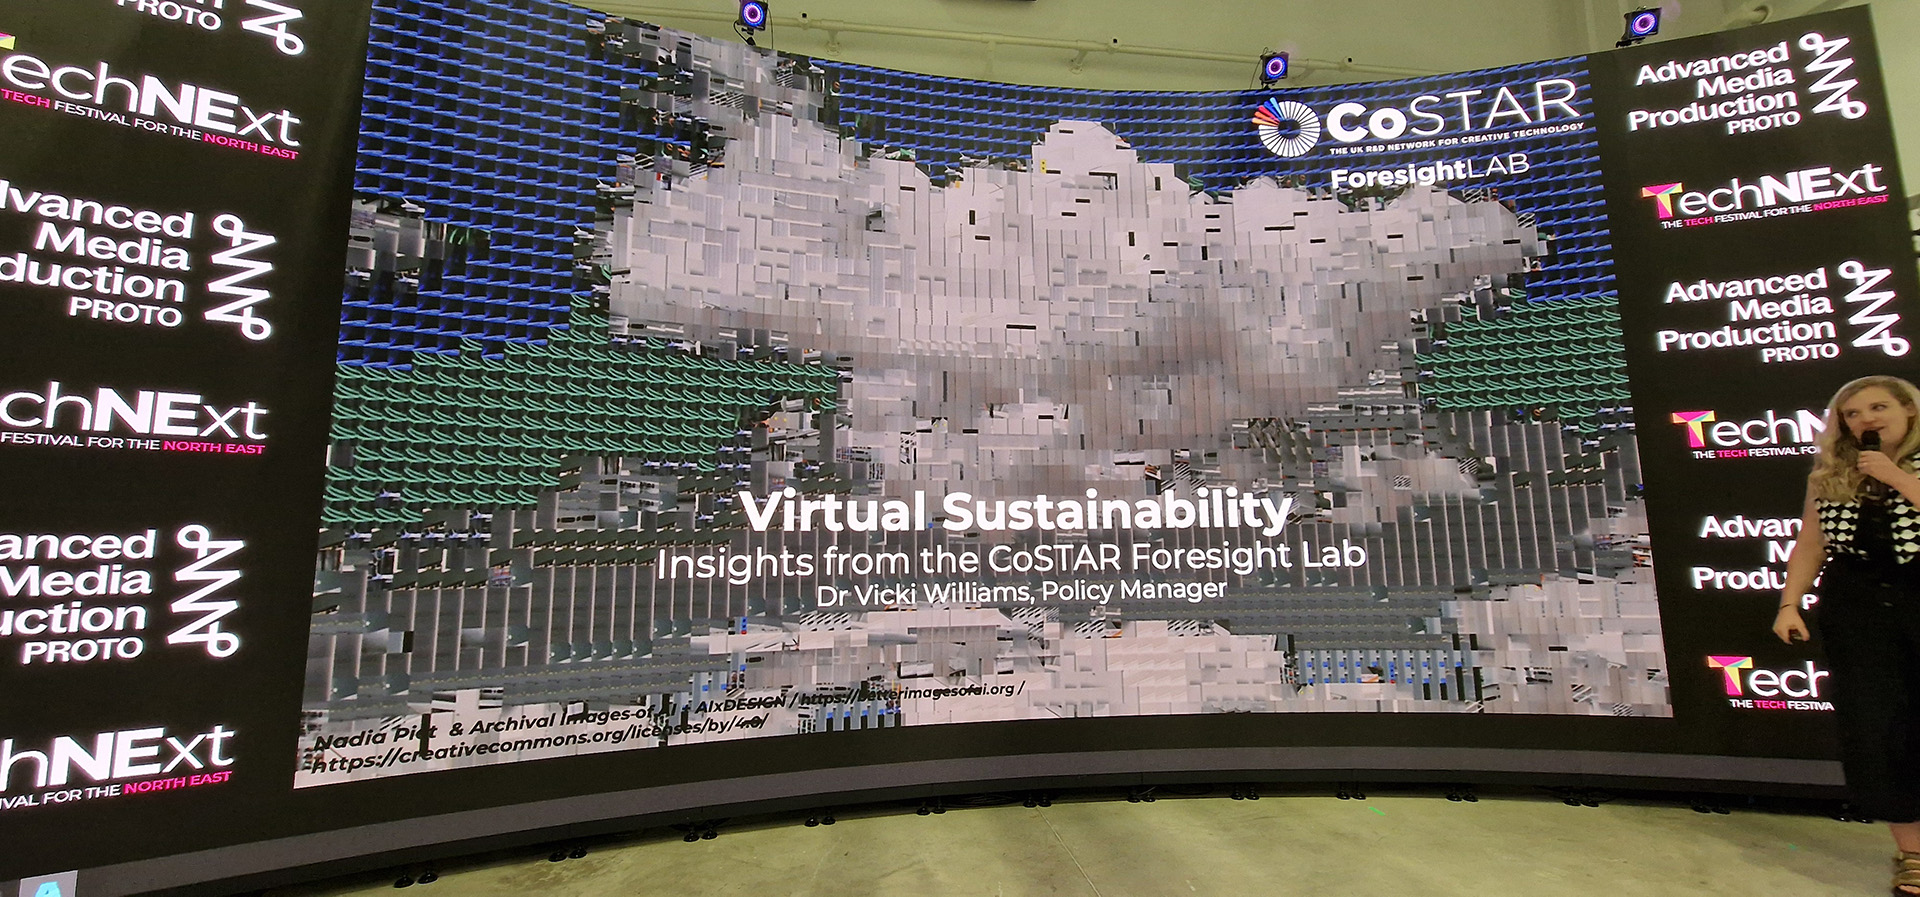 PROTO
echNExt
TECH FESTIVAL FOR THE NORTH EAST
dvanced
Media
duction
PROTO
chNExt
FESTIVAL FOR THE NORTH EAST
anced
Media
uction
PROTO
hNExt
VAL FOR THE NORTH EAST
CoSTAR
THE UK R&D NETWORK FOR CREATIVE TECHNOLOGY
ForesightLAB
Virtual Sustainability
Insights from the CoSTAR Foresight Lab
Dr Vicki Williams, Policy Manager
Nadia Piet & Archival Images of AI + AIxDESIGN / https://betterimagesofai.org /
https://creativecommons.org/licenses/by/4.0/
Advanced
Media
Production
PROTO
TechNExt
THE TECH FESTIVAL FOR THE NORTH EAST
Advanced
Media
Production
PROTO
TechN
THE TECH FESTIVAL FO
Advan
M
Produ
P
Tech
THE TECH FESTIVA